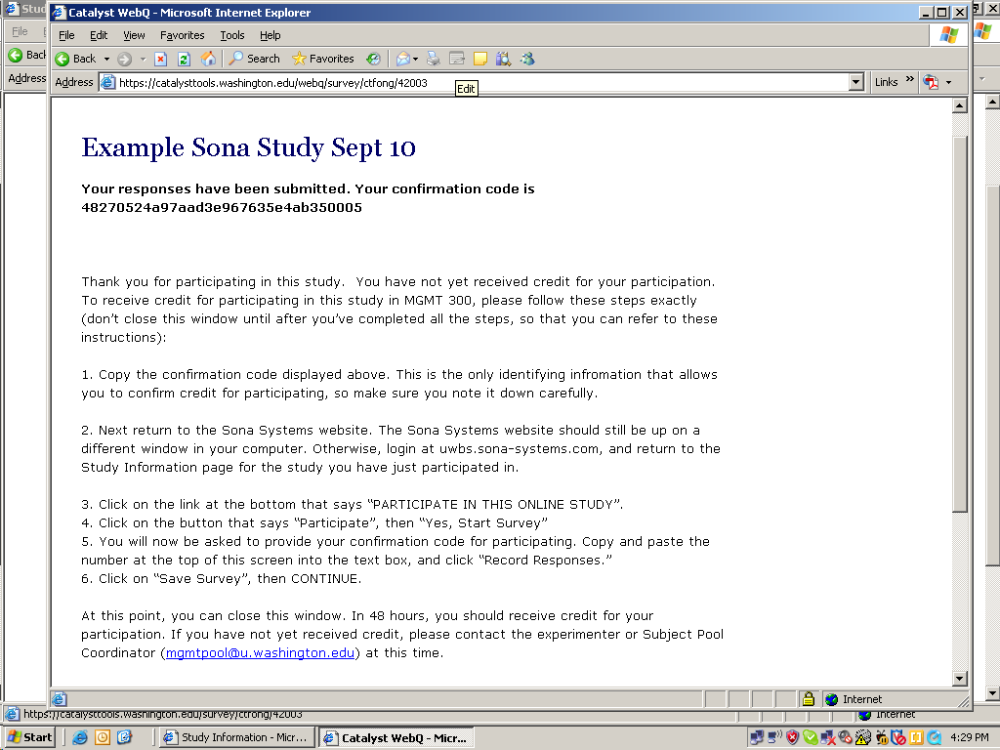 Stud
Catalyst WebQ - Microsoft Internet Explorer
File
File Edit View Favorites Tools Help
Back
Back Search Favorites
Address
Address https://catalysttools.washington.edu/webq/survey/ctfong/42003 Links »
Edit
Example Sona Study Sept 10
Your responses have been submitted. Your confirmation code is
48270524a97aad3e967635e4ab350005
Thank you for participating in this study. You have not yet received credit for your participation.
To receive credit for participating in this study in MGMT 300, please follow these steps exactly
(don't close this window until after you've completed all the steps, so that you can refer to these
instructions):
1. Copy the confirmation code displayed above. This is the only identifying infromation that allows
you to confirm credit for participating, so make sure you note it down carefully.
2. Next return to the Sona Systems website. The Sona Systems website should still be up on a
different window in your computer. Otherwise, login at uwbs.sona-systems.com, and return to the
Study Information page for the study you have just participated in.
3. Click on the link at the bottom that says “PARTICIPATE IN THIS ONLINE STUDY”.
4. Click on the button that says “Participate”, then “Yes, Start Survey”
5. You will now be asked to provide your confirmation code for participating. Copy and paste the
number at the top of this screen into the text box, and click “Record Responses.”
6. Click on “Save Survey”, then CONTINUE.
At this point, you can close this window. In 48 hours, you should receive credit for your
participation. If you have not yet received credit, please contact the experimenter or Subject Pool
Coordinator (mgmtpool@u.washington.edu) at this time.
Internet
https://catalysttools.washington.edu/survey/ctfong/42003 Internet
Start Study Information - Micr... Catalyst WebQ - Micr... 4:29 PM